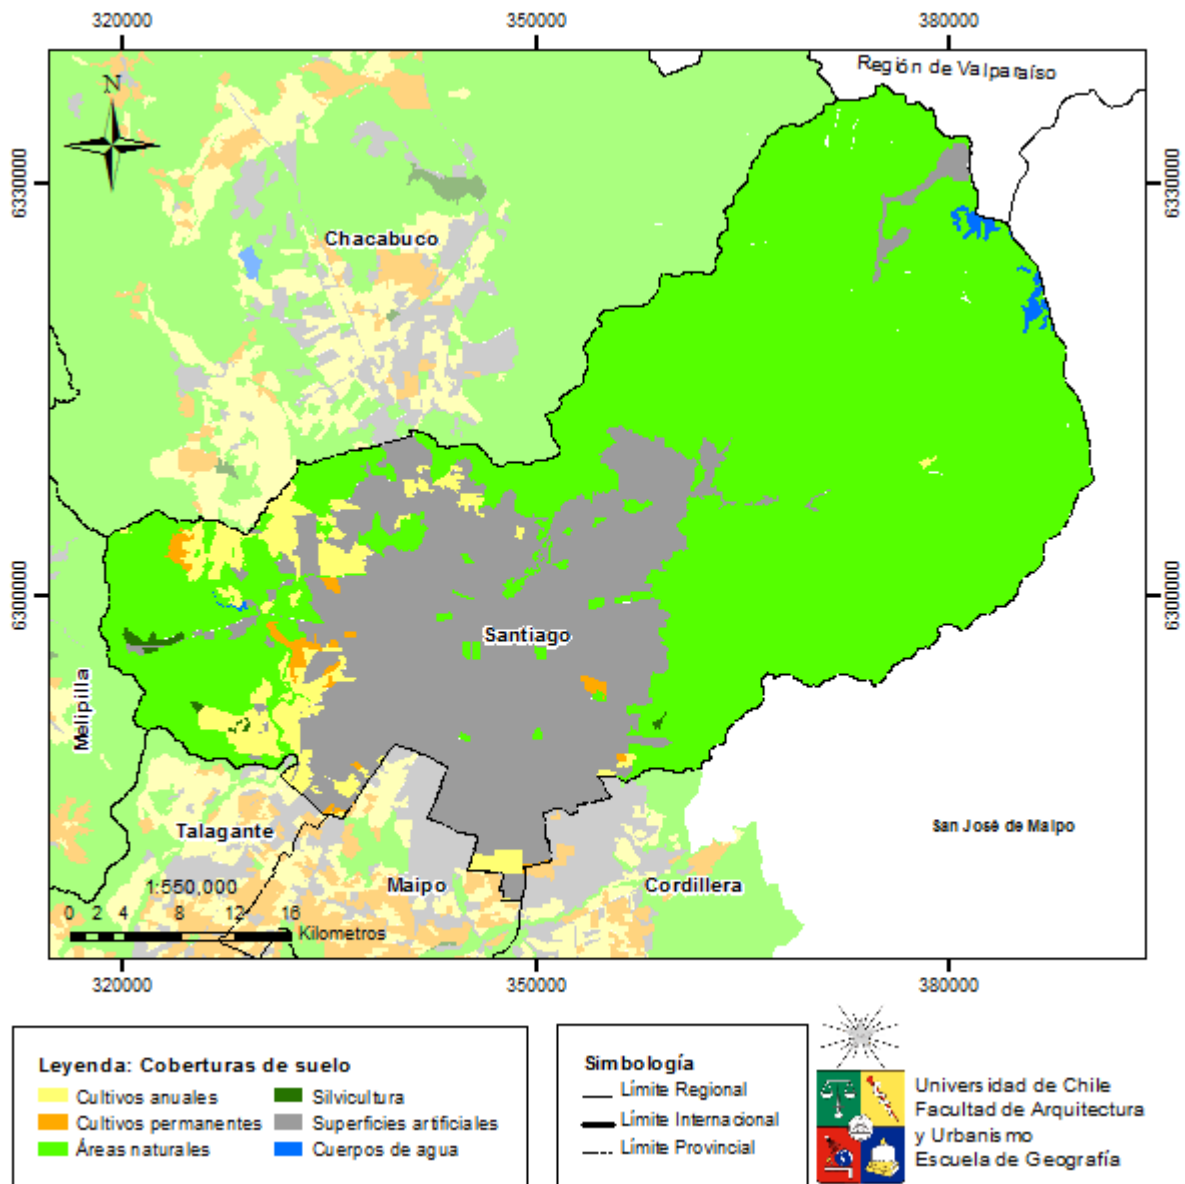 320000
350000
380000
Región de Valparaíso
N
6330000
6330000
Chacabuco
6300000
6300000
Santiago
Melipilla
Talagante
San José de Maipo
Maipo
Cordillera
1:550,000
0 2 4 8 12 16
Kilometros
320000
350000
380000
Leyenda: Coberturas de suelo
Cultivos anuales
Silvicultura
Cultivos permanentes
Superficies artificiales
Áreas naturales
Cuerpos de agua
Simbología
Límite Regional
Límite Internacional
Límite Provincial
Universidad de Chile
Facultad de Arquitectura
y Urbanismo
Escuela de Geografía